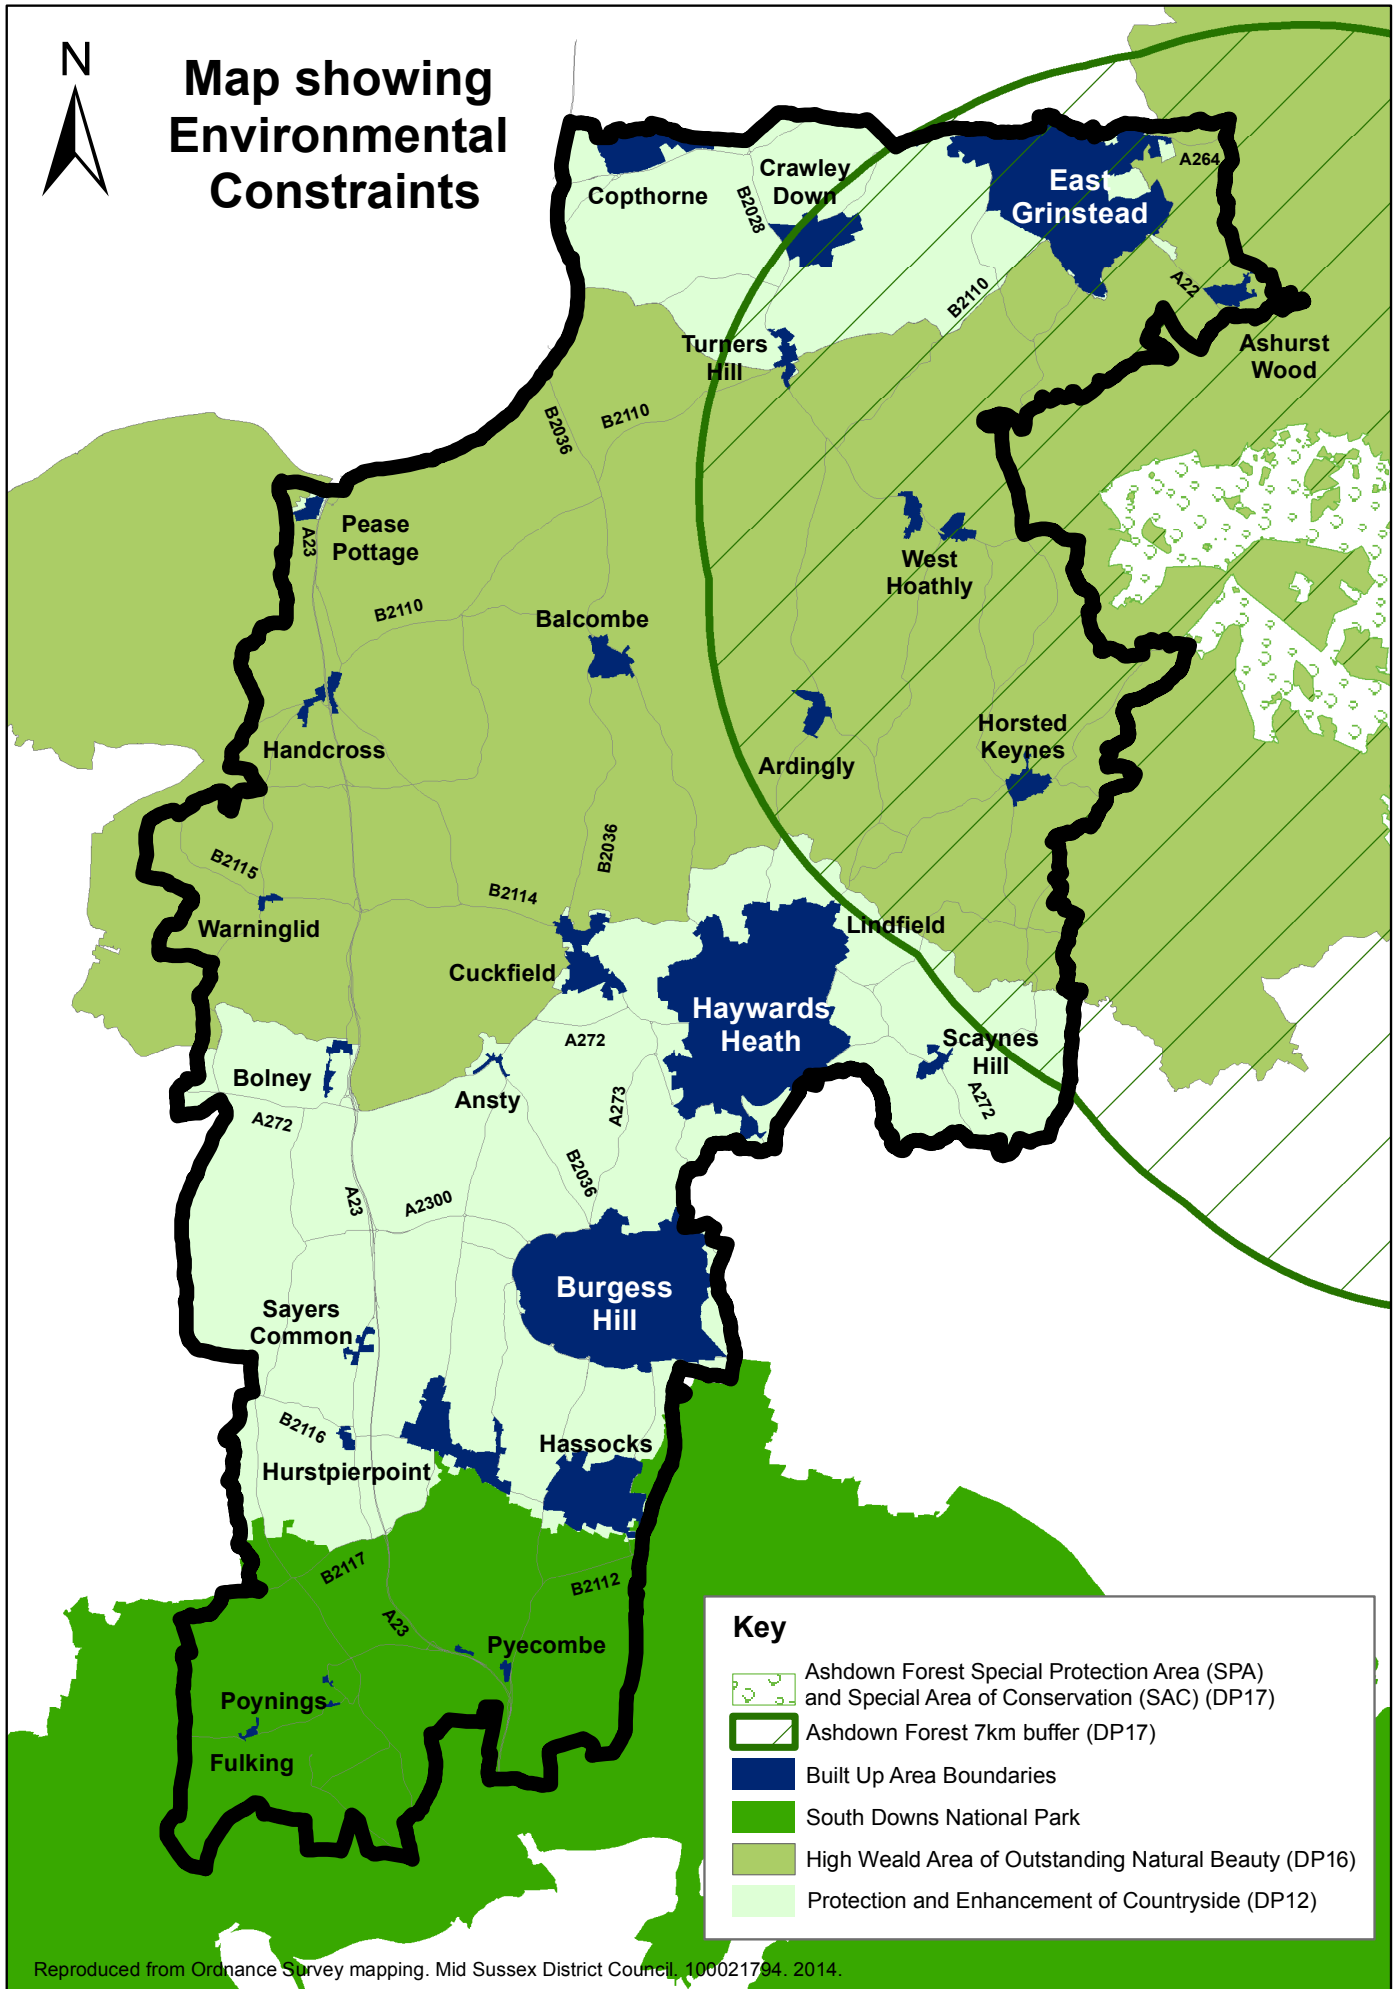 N
Map showing
Environmental
Constraints
Copthorne
Crawley
Down
B2028
East
Grinstead
A264
A22
B2110
Ashurst
Wood
Turners
Hill
B2036
B2110
Pease
Pottage
A23
West
Hoathly
B2110
Balcombe
Handcross
Ardingly
Horsted
Keynes
B2036
B2115
B2114
Warninglid
Lindfield
Cuckfield
Haywards
Heath
A272
Scaynes
Hill
Bolney
Ansty
A272
A273
A272
B2036
A23
A2300
Burgess
Hill
Sayers
Common
B2116
Hassocks
Hurstpierpoint
B2117
B2112
A23
Pyecombe
Poynings
Fulking
Key
Ashdown Forest Special Protection Area (SPA)
and Special Area of Conservation (SAC) (DP17)
Ashdown Forest 7km buffer (DP17)
Built Up Area Boundaries
South Downs National Park
High Weald Area of Outstanding Natural Beauty (DP16)
Protection and Enhancement of Countryside (DP12)
Reproduced from Ordnance Survey mapping. Mid Sussex District Council. 100021794. 2014.